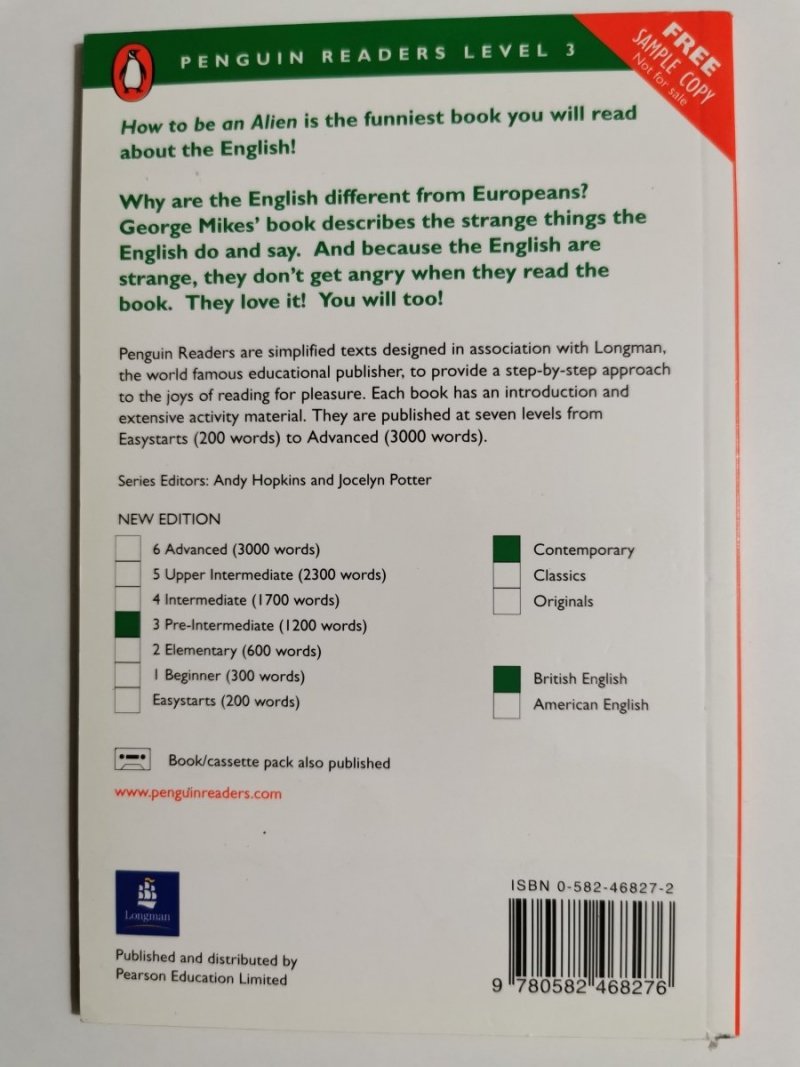 PENGUIN READERS LEVEL 3
FREE
SAMPLE COPY
Not for sale
How to be an Alien is the funniest book you will read
about the English!
Why are the English different from Europeans?
George Mikes' book describes the strange things the
English do and say. And because the English are
strange, they don't get angry when they read the
book. They love it! You will too!
Penguin Readers are simplified texts designed in association with Longman,
the world famous educational publisher, to provide a step-by-step approach
to the joys of reading for pleasure. Each book has an introduction and
extensive activity material. They are published at seven levels from
Easystarts (200 words) to Advanced (3000 words).
Series Editors: Andy Hopkins and Jocelyn Potter
NEW EDITION
6 Advanced (3000 words)
5 Upper Intermediate (2300 words)
4 Intermediate (1700 words)
3 Pre-Intermediate (1200 words)
2 Elementary (600 words)
1 Beginner (300 words)
Easystarts (200 words)
Contemporary
Classics
Originals
British English
American English
Book/cassette pack also published
www.penguinreaders.com
Longman
Published and distributed by
Pearson Education Limited
ISBN 0-582-46827-2
9 780582 468276